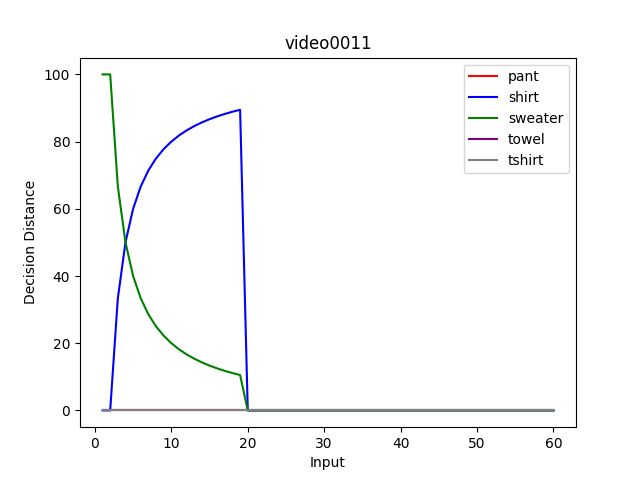 video0011
Decision Distance
100
80
60
40
20
0
pant
shirt
sweater
towel
tshirt
0 10 20 30 40 50 60
Input